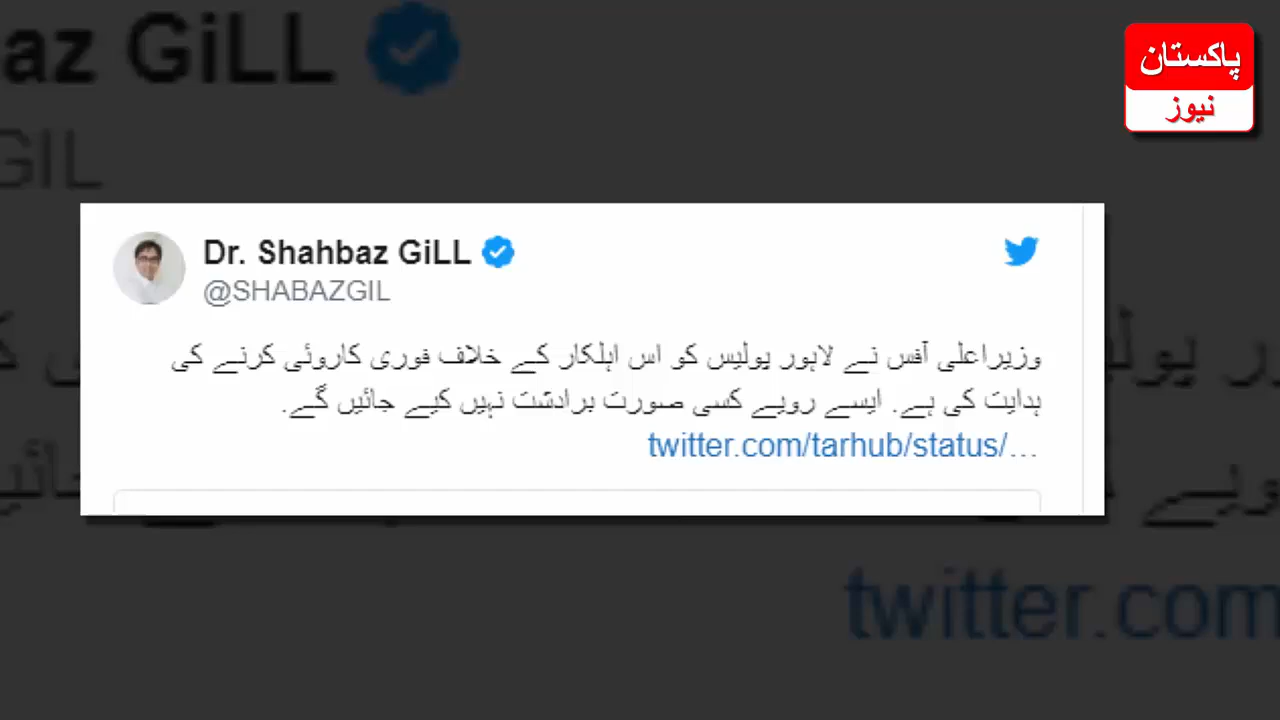 az GiLL
GIL
پاکستان
نیوز
Dr. Shahbaz GiLL
@SHABAZGIL
وزیراعلی آفس نے لاہور پولیس کو اس اہلکار کے خلاف فوری کاروئی کرنے کی
ہدایت کی ہے. ایسے رویے کسی صورت برادشت نہیں کیے جائیں گے.
twitter.com/tarhub/status/...
twitter.com